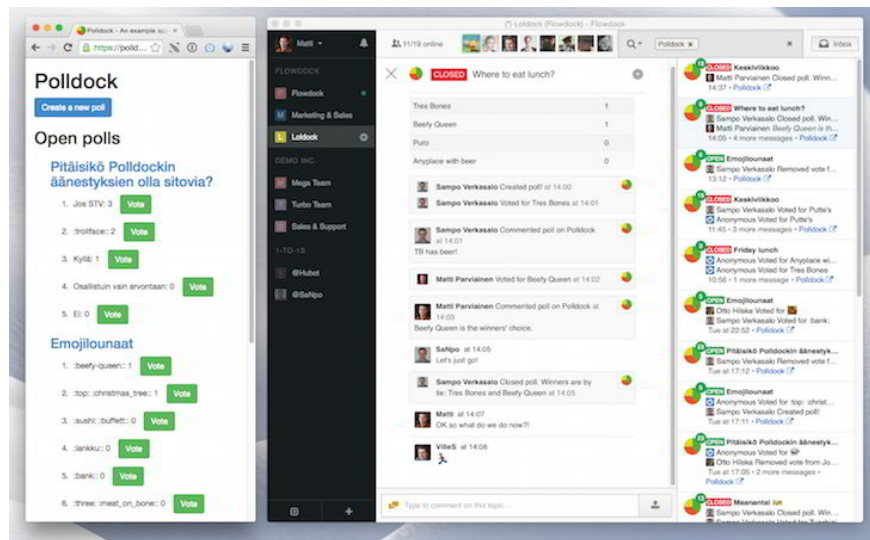 Polldock - An example app
https://polld...
Polldock
Create a new poll
Open polls
Pitäisikö Polldockin
äänestyksien olla sitovia?
1. Jos STV: 3 Vote
2. :trollface:: 2 Vote
3. Kyllä: 1 Vote
4. Osallistuin vain arvontaan: 0 Vote
5. Ei: 0 Vote
Emojilounaat
1. :beefy-queen:: 1 Vote
2. :top: :christmas_tree:: 1 Vote
3. :sushi: :buffett:: 0 Vote
4. :lankku:: 0 Vote
5. :bank:: 0 Vote
6. :three: :meat_on_bone:: 0 Vote
Loldock (Flowdock) - Flowdock
Matti
FLOWDOCK
Flowdock
M Marketing & Sales
L Loldock
DEMO INC.
Mega Team
T Turbo Team
Sales & Support
1-TO-1S
@Hubot
@SaNpo
11/19 online
Polldock x
Inbox
CLOSED Where to eat lunch?
Tres Bones 1
Beefy Queen 1
Puro 0
Anyplace with beer 0
Sampo Verkasalo Created poll! at 14:00
Sampo Verkasalo Voted for Tres Bones at 14:01
Sampo Verkasalo Commented poll on Polldock
at 14:01
TB has beer!
Matti Parviainen Voted for Beefy Queen at 14:02
Matti Parviainen Commented poll on Polldock at
14:03
Beefy Queen is the winners' choice.
SaNpo at 14:05
Let's just go!
Sampo Verkasalo Closed poll. Winners are by
tie: Tres Bones and Beefy Queen at 14:05
Matti at 14:07
OK so what do we do now?!
VilleS at 14:08
Type to comment on this topic...
CLOSED Keskiviikkoo
Matti Parviainen Closed poll. Winn...
14:37 • Polldock
CLOSED Where to eat lunch?
Sampo Verkasalo Closed poll. Win...
Matti Parviainen Beefy Queen is th...
14:05 • 4 more messages • Polldock
OPEN Emojilounaat
Sampo Verkasalo Removed vote f...
13:12 • Polldock
CLOSED Keskiviikkoo
Sampo Verkasalo Voted for Putte's
Anonymous Voted for Putte's
11:45 • 3 more messages • Polldock
CLOSED Friday lunch
Anonymous Voted for Anyplace wi...
Anonymous Voted for Tres Bones
10:56 • 1 more message • Polldock
OPEN Emojilounaat
Otto Hilska Voted for
Sampo Verkasalo Voted for :bank:
Tue at 22:52 • Polldock
OPEN Pitäisikö Polldockin äänestyk...
Tue at 17:12 • Polldock
OPEN Emojilounaat
Anonymous Voted for :top: :christ...
Sampo Verkasalo Created poll!
Tue at 17:11 • Polldock
OPEN Pitäisikö Polldockin äänestyk...
Anonymous Voted for
Otto Hilska Removed vote from Jo...
Tue at 17:05 • 2 more messages •
Polldock
CLOSED Maanantai
Sampo Verkasalo Closed poll. Win...